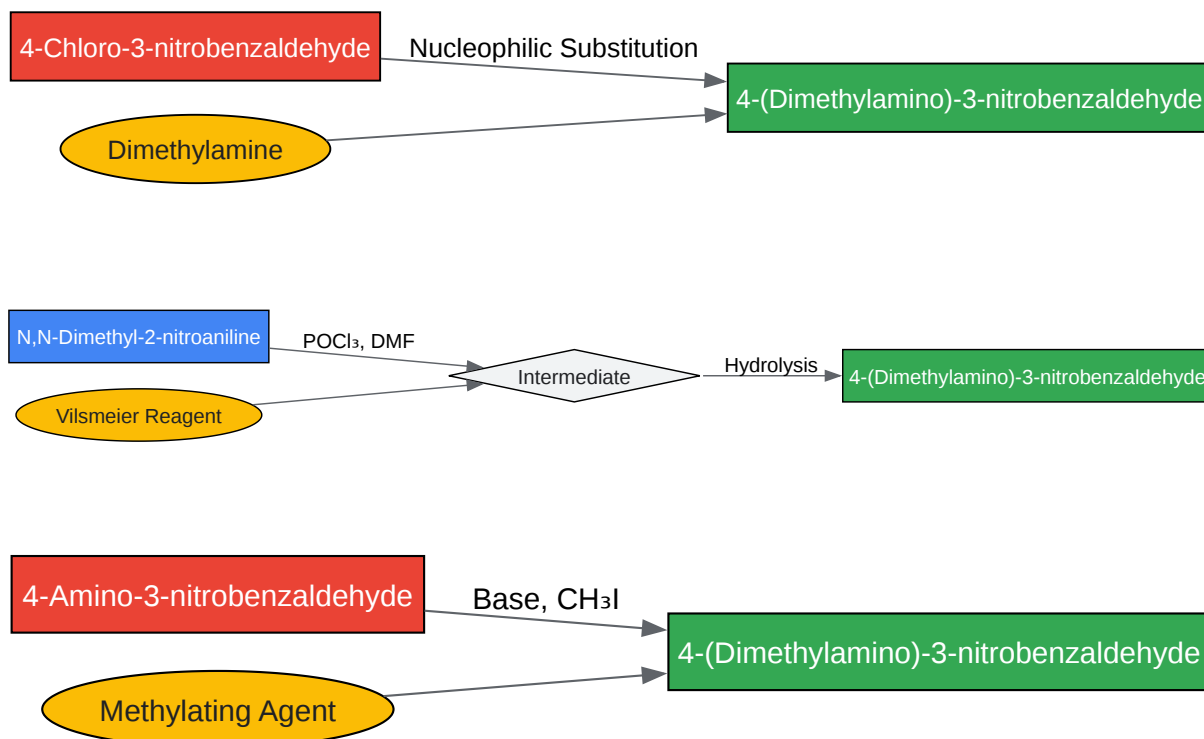 4-Chloro-3-nitrobenzaldehyde
Nucleophilic Substitution
4-(Dimethylamino)-3-nitrobenzaldehyde
Dimethylamine
N,N-Dimethyl-2-nitroaniline
POCl₃, DMF
Vilsmeier Reagent
Intermediate
Hydrolysis
4-(Dimethylamino)-3-nitrobenzaldehyde
4-Amino-3-nitrobenzaldehyde
Base, CH₃I
4-(Dimethylamino)-3-nitrobenzaldehyde
Methylating Agent